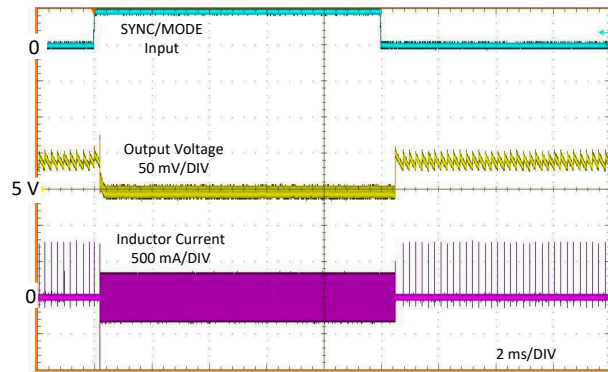 SYNC/MODE
Input
0
Output Voltage
50 mV/DIV
5 V
Inductor Current
500 mA/DIV
0
2 ms/DIV